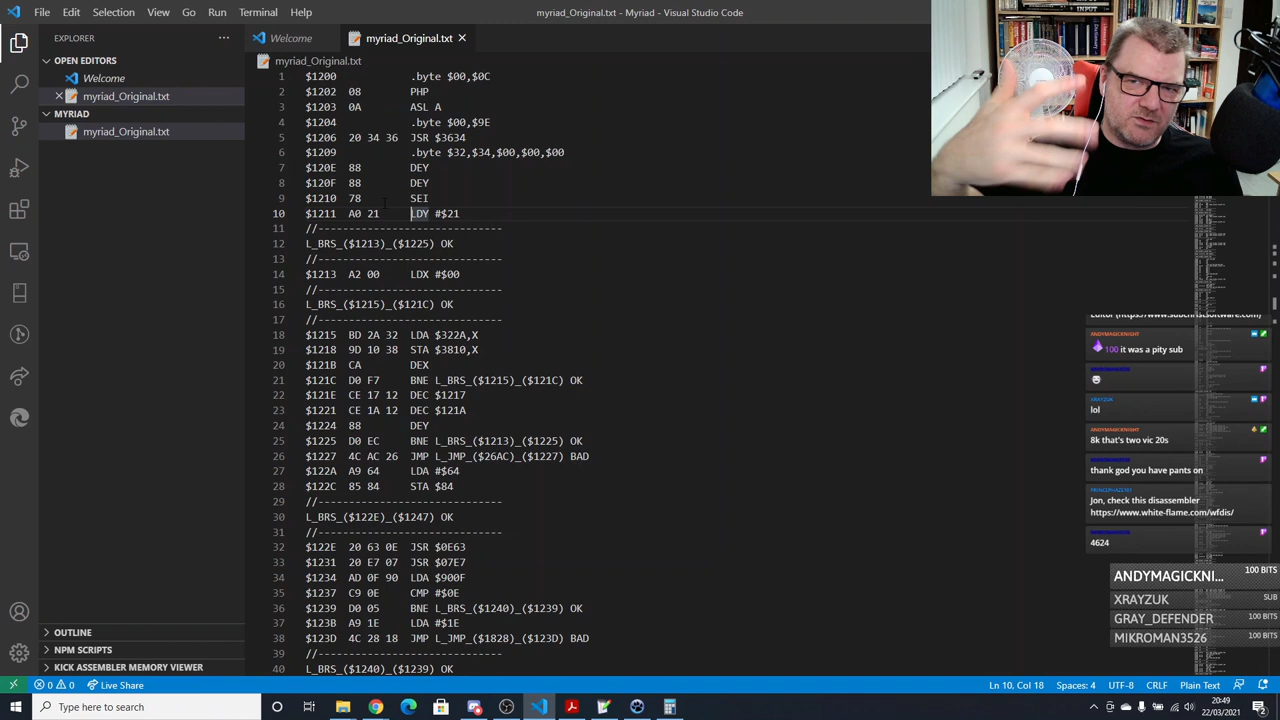 File Edit Selection View Go Run Terminal Help
myriad_Original.txt - myriad - Visual Studio Code
EXPLORER
OPEN EDITORS
Welcome
myriad_Original.txt
MYRIAD
myriad_Original.txt
OUTLINE
NPM SCRIPTS
KICK ASSEMBLER MEMORY VIEWER
myriad_Original.txt
1 $1200 .byte $00,$0C
2 $1202 08 PHP
3 $1203 0A ASL A
4 $1204 .byte $00,$9E
5 $1206 20 34 36 JSR $3634
6 $1209 .byte $32,$34,$00,$00,$00
7 $120E 88 DEY
8 $120F 88 DEY
9 $1210 78 SEI
10 $1211 A0 21 LDY #$21
11 //------------------------------
12 L_BRS_($1213)_($1225) OK
13 //------------------------------
14 $1213 A2 00 LDX #$00
15 //------------------------------
16 L_BRS_($1215)_($121C) OK
17 //------------------------------
18 $1215 BD 2A 32 LDA $322A,X
19 $1218 9D 10 38 STA $3810,X
20 $121B CA DEX
21 $121C D0 F7 BNE L_BRS_($1215)_($121C) OK
22 $121E CE 17 12 DEC $1217
23 $1221 CE 1A 12 DEC $121A
24 $1224 88 DEY
25 $1225 D0 EC BNE L_BRS_($1213)_($1225) OK
26 $1227 4C AC 26 JMP L_JMP_($26AC)_($1227) BAD
27 $122A A9 64 LDA #$64
28 $122C 85 84 STA $84
29 //------------------------------
30 L_BRS_($122E)_($1247) OK
31 //------------------------------
32 $122E 20 63 0E JSR $0E63
33 $1231 20 E7 07 JSR $07E7
34 $1234 AD 0F 90 LDA $900F
35 $1237 C9 0E CMP #$0E
36 $1239 D0 05 BNE L_BRS_($1240)_($1239) OK
37 $123B A9 1E LDA #$1E
38 $123D 4C 28 18 JMP L_JMP_($1828)_($123D) BAD
39 //------------------------------
40 L_BRS_($1240)_($1239) OK
ANDYMAGICKNIGHT
100 it was a pity sub
XRAYZUK
lol
ANDYMAGICKNIGHT
8k that's two vic 20s
thank god you have pants on
Jon, check this disassembler
https://www.white-flame.com/wfdis/
4624
ANDYMAGICKNI... 100 BITS
XRAYZUK SUB
GRAY_DEFENDER 100 BITS
MIKROMAN3526 100 BITS
0 0 Live Share
Ln 10, Col 18 Spaces: 4 UTF-8 CRLF Plain Text
Type here to search
20:49
22/03/2021